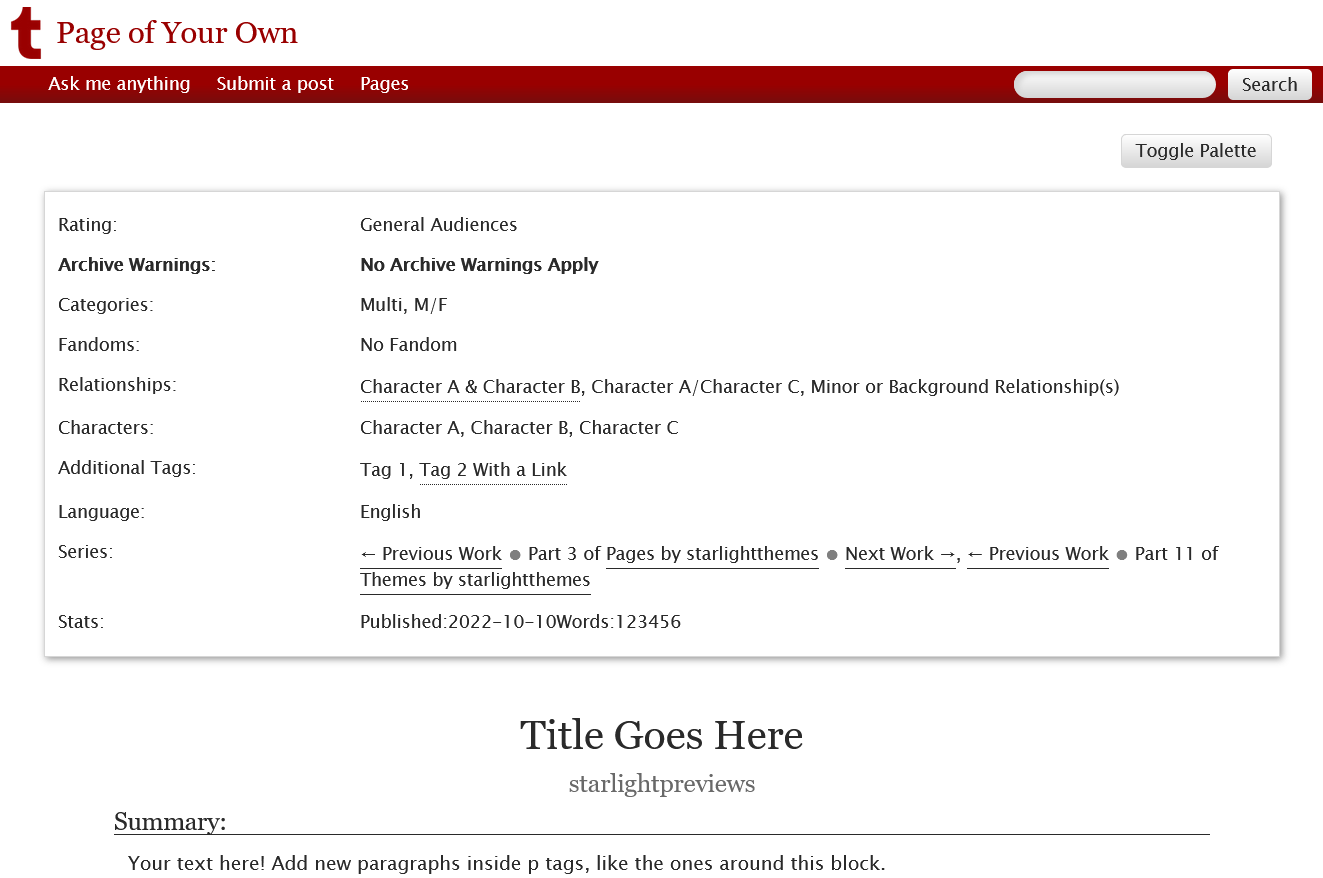 t Page of Your Own
Ask me anything Submit a post Pages Search
Toggle Palette
Rating: General Audiences
Archive Warnings: No Archive Warnings Apply
Categories: Multi, M/F
Fandoms: No Fandom
Relationships: Character A & Character B, Character A/Character C, Minor or Background Relationship(s)
Characters: Character A, Character B, Character C
Additional Tags: Tag 1, Tag 2 With a Link
Language: English
Series: ← Previous Work ● Part 3 of Pages by starlightthemes ● Next Work →, ← Previous Work ● Part 11 of
Themes by starlightthemes
Stats: Published:2022-10-10Words:123456
Title Goes Here
starlightpreviews
Summary:
Your text here! Add new paragraphs inside p tags, like the ones around this block.